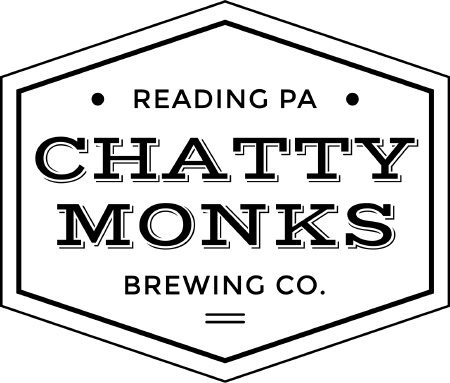 READING PA
CHATTY
MONKS
BREWING CO.